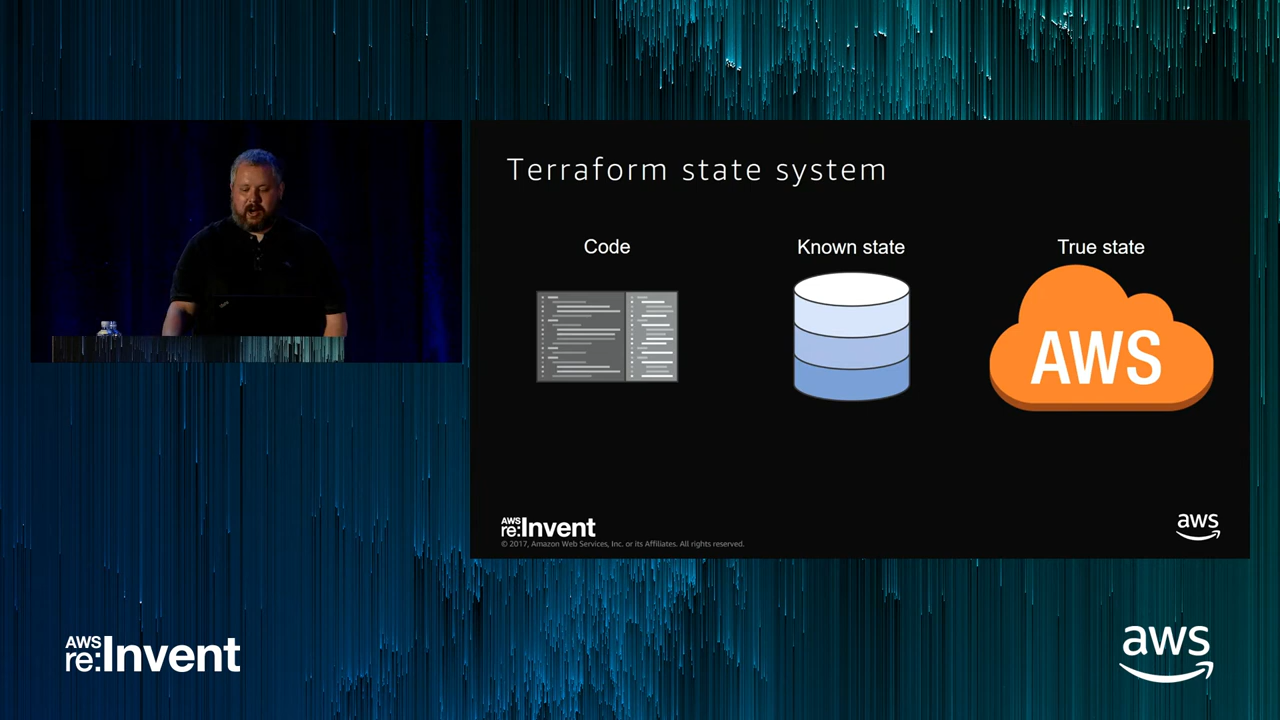 Terraform state system
Code
Known state
True state
AWS
AWS
re:Invent
© 2017, Amazon Web Services, Inc. or its Affiliates. All rights reserved.
aws
AWS
re:Invent
aws